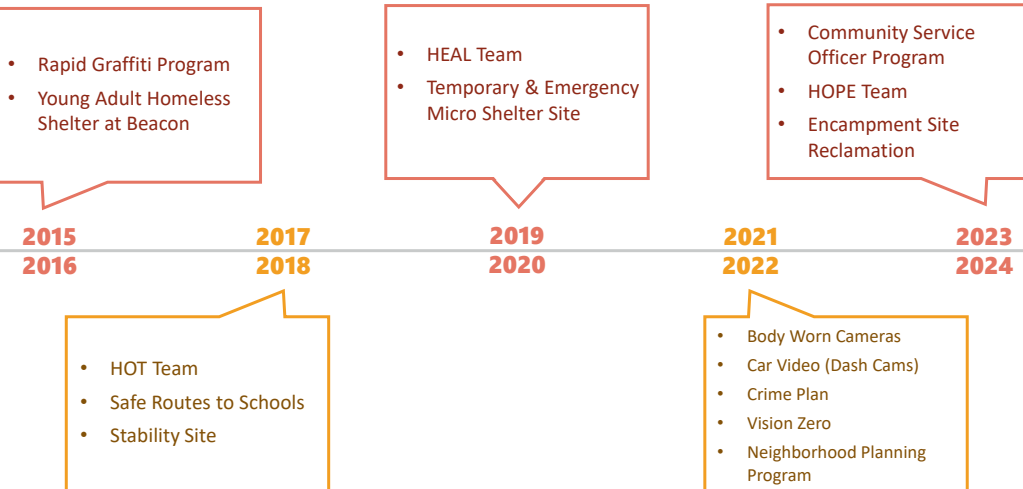 • Rapid Graffiti Program
• Young Adult Homeless
Shelter at Beacon
• HEAL Team
• Temporary & Emergency
Micro Shelter Site
• Community Service
Officer Program
• HOPE Team
• Encampment Site
Reclamation
2015
2016
2017
2018
2019
2020
2021
2022
2023
2024
• HOT Team
• Safe Routes to Schools
• Stability Site
• Body Worn Cameras
• Car Video (Dash Cams)
• Crime Plan
• Vision Zero
• Neighborhood Planning
Program